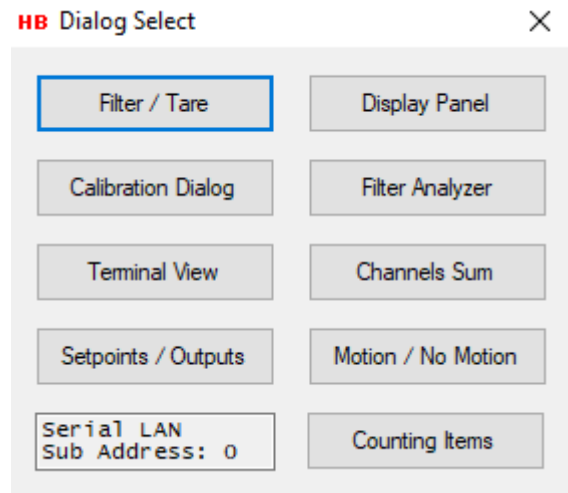 HB Dialog Select
Filter / Tare
Display Panel
Calibration Dialog
Filter Analyzer
Terminal View
Channels Sum
Setpoints / Outputs
Motion / No Motion
Serial LAN
Sub Address: 0
Counting Items